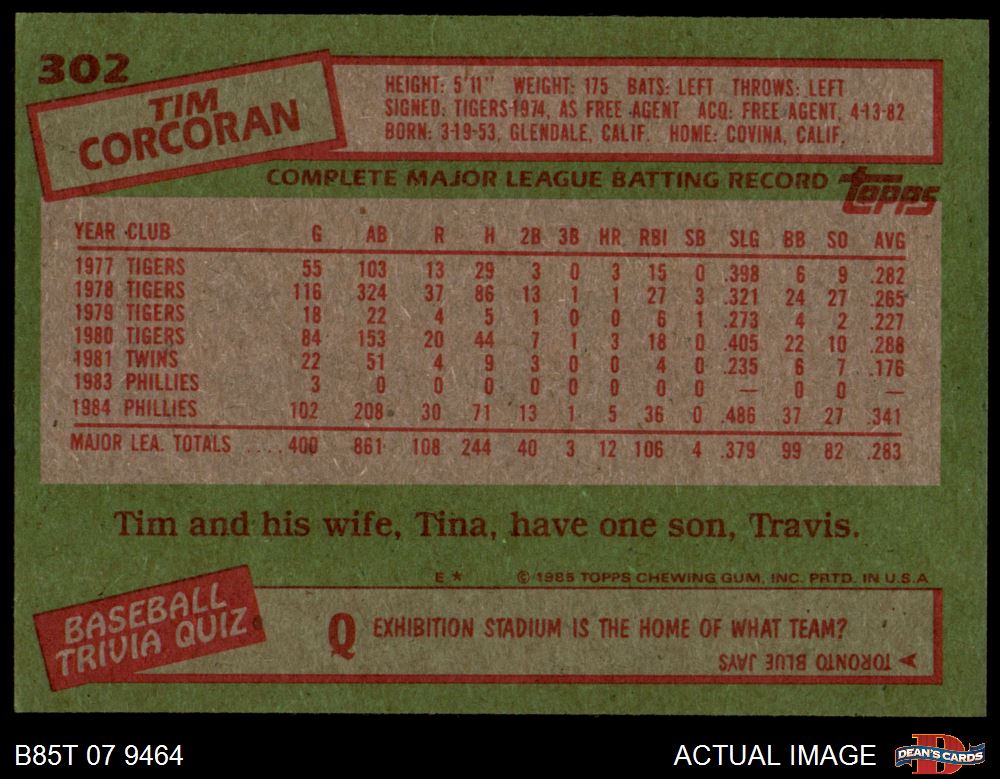 302
TIM
CORCORAN
HEIGHT: 5'11" WEIGHT: 175 BATS: LEFT THROWS: LEFT
SIGNED: TIGERS-1974, AS FREE AGENT ACQ: FREE AGENT, 4-13-82
BORN: 3-19-53, GLENDALE, CALIF. HOME: COVINA, CALIF.
COMPLETE MAJOR LEAGUE BATTING RECORD topps
YEAR CLUB G AB R H 2B 3B HR RBI SB SLG BB SO AVG
1977 TIGERS 55 103 13 29 3 0 3 15 0 .398 6 9 .282
1978 TIGERS 116 324 37 86 13 1 1 27 3 .321 24 27 .265
1979 TIGERS 18 22 4 5 1 0 0 6 1 .273 4 2 .227
1980 TIGERS 84 153 20 44 7 1 3 18 0 .405 22 10 .288
1981 TWINS 22 51 4 9 3 0 0 4 0 .235 6 7 .176
1983 PHILLIES 3 0 0 0 0 0 0 0 0 — 0 0 —
1984 PHILLIES 102 208 30 71 13 1 5 36 0 .486 37 27 .341
MAJOR LEA. TOTALS .... 400 861 108 244 40 3 12 106 4 .379 99 82 .283
Tim and his wife, Tina, have one son, Travis.
E * © 1985 TOPPS CHEWING GUM, INC. PRTD. IN U.S.A.
BASEBALL
TRIVIA QUIZ
Q EXHIBITION STADIUM IS THE HOME OF WHAT TEAM?
TORONTO BLUE JAYS
B85T 07 9464 ACTUAL IMAGE DEAN'S CARDS